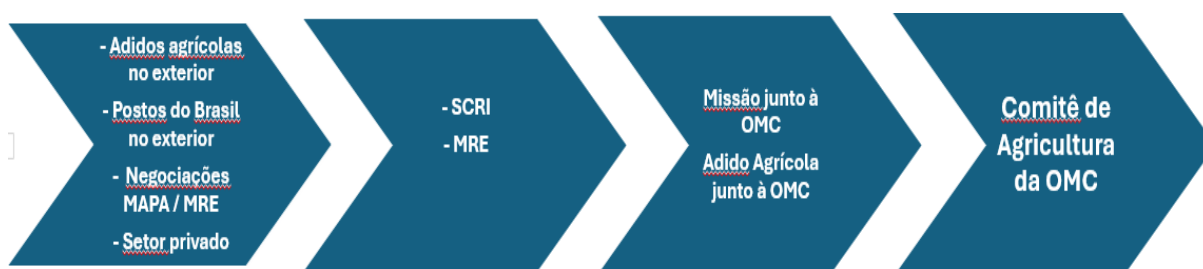 - Adidos agrícolas
no exterior
- Postos do Brasil
no exterior
- Negociações
MAPA / MRE
- Setor privado
- SCRI
- MRE
Missão junto à
OMC
Adido Agrícola
junto à OMC
Comitê de
Agricultura
da OMC